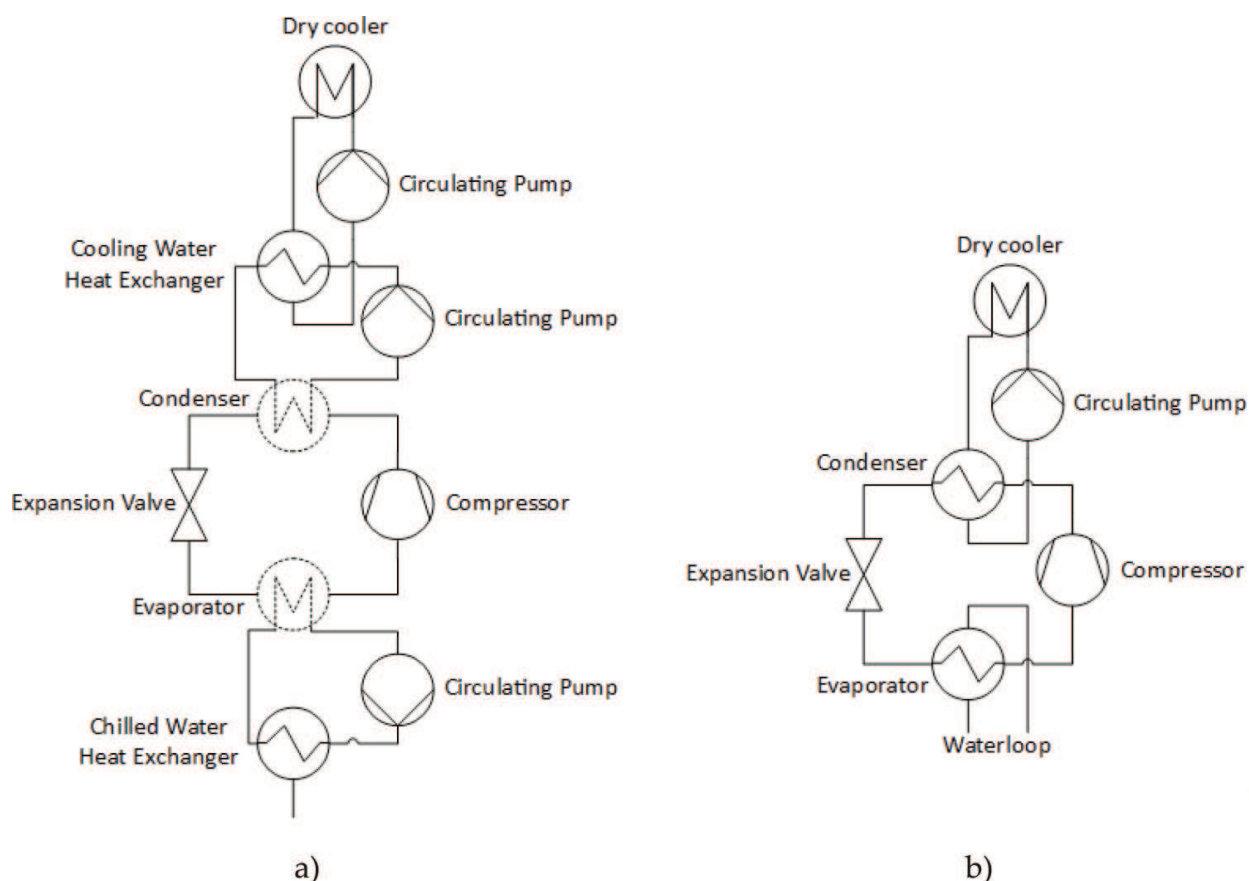 Dry cooler
Circulating Pump
Cooling Water
Heat Exchanger
Circulating Pump
Condenser
Expansion Valve
Compressor
Evaporator
Circulating Pump
Chilled Water
Heat Exchanger
a)
Dry cooler
Circulating Pump
Condenser
Expansion Valve
Compressor
Evaporator
Waterloop
b)